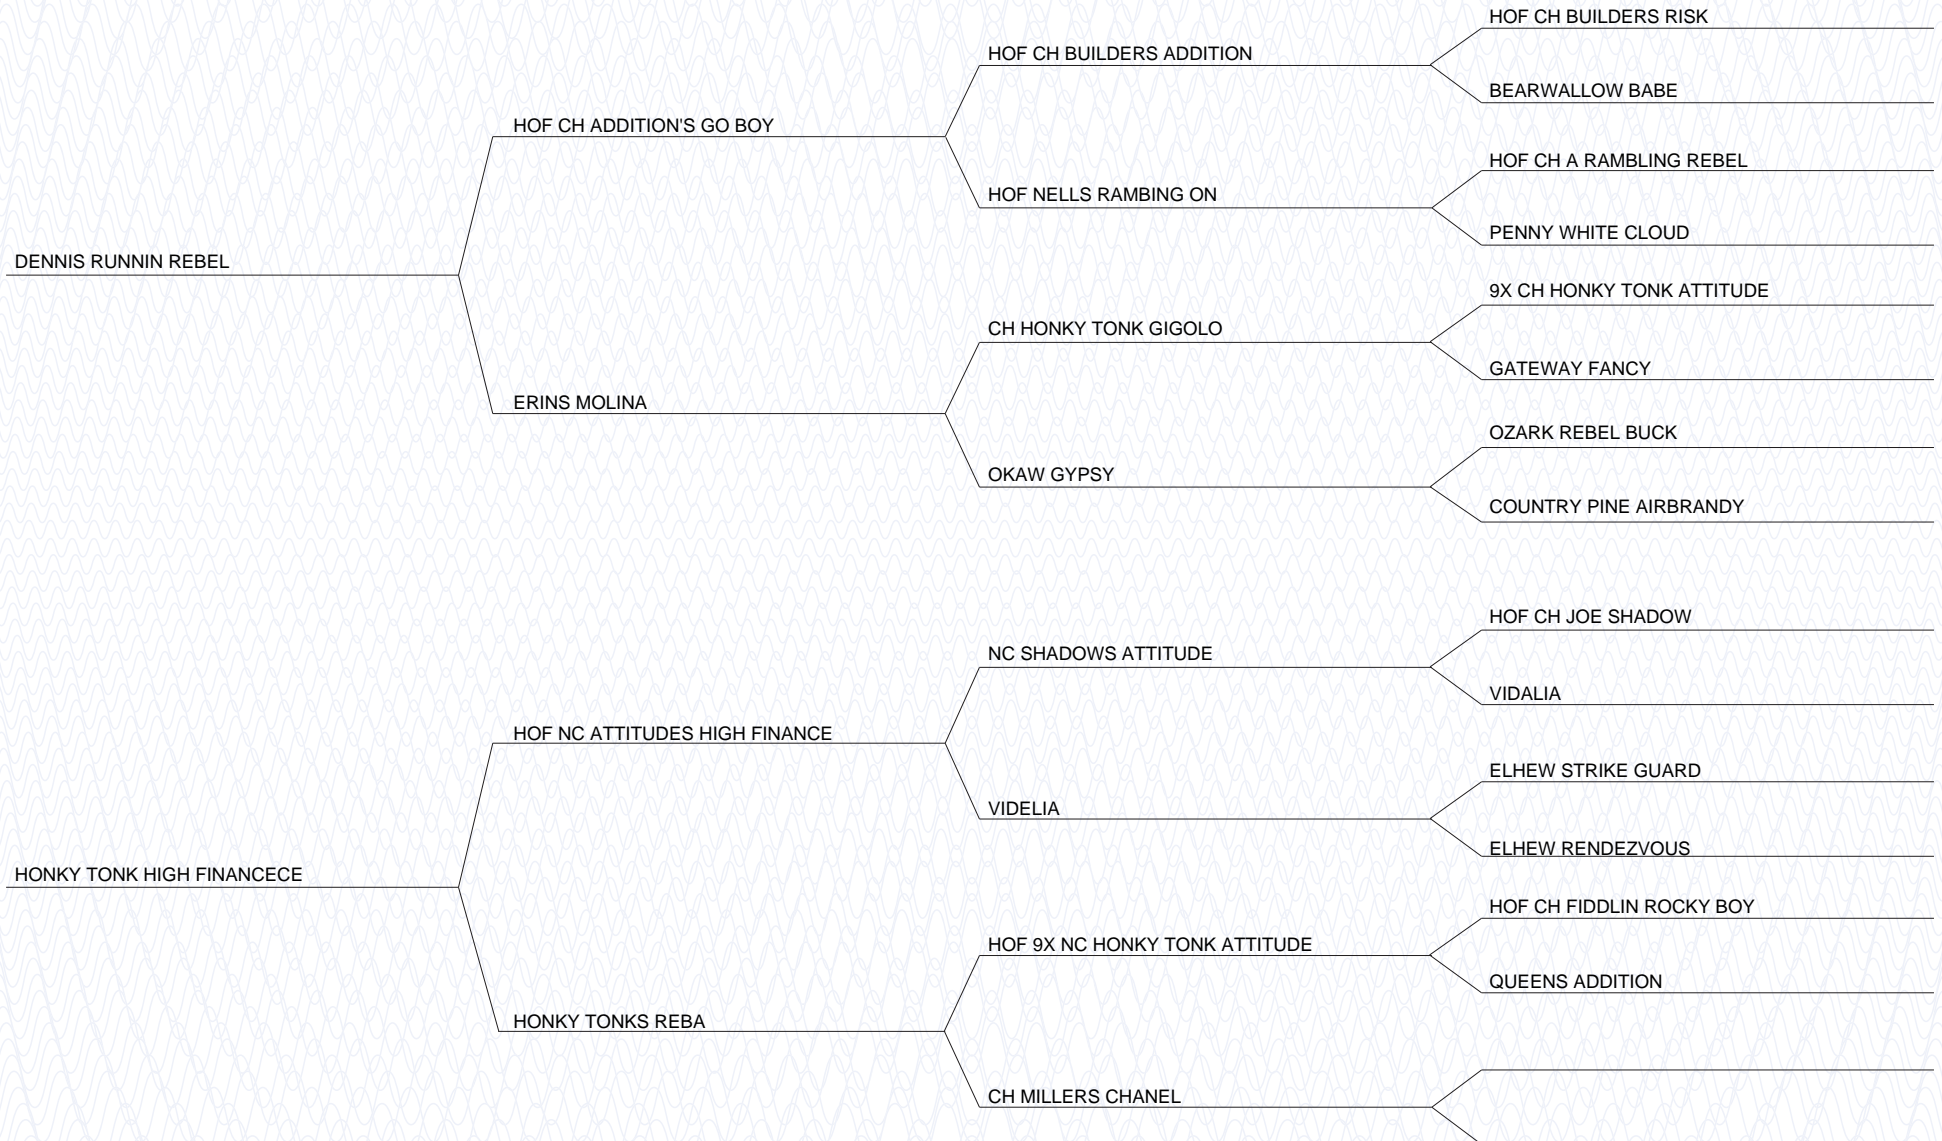 HOF CH BUILDERS RISK
HOF CH BUILDERS ADDITION
BEARWALLOW BABE
HOF CH ADDITION'S GO BOY
HOF CH A RAMBLING REBEL
HOF NELLS RAMBING ON
PENNY WHITE CLOUD
DENNIS RUNNIN REBEL
9X CH HONKY TONK ATTITUDE
CH HONKY TONK GIGOLO
GATEWAY FANCY
ERINS MOLINA
OZARK REBEL BUCK
OKAW GYPSY
COUNTRY PINE AIRBRANDY
HOF CH JOE SHADOW
NC SHADOWS ATTITUDE
VIDALIA
HOF NC ATTITUDES HIGH FINANCE
ELHEW STRIKE GUARD
VIDELIA
ELHEW RENDEZVOUS
HONKY TONK HIGH FINANCECE
HOF CH FIDDLIN ROCKY BOY
HOF 9X NC HONKY TONK ATTITUDE
QUEENS ADDITION
HONKY TONKS REBA
CH MILLERS CHANEL